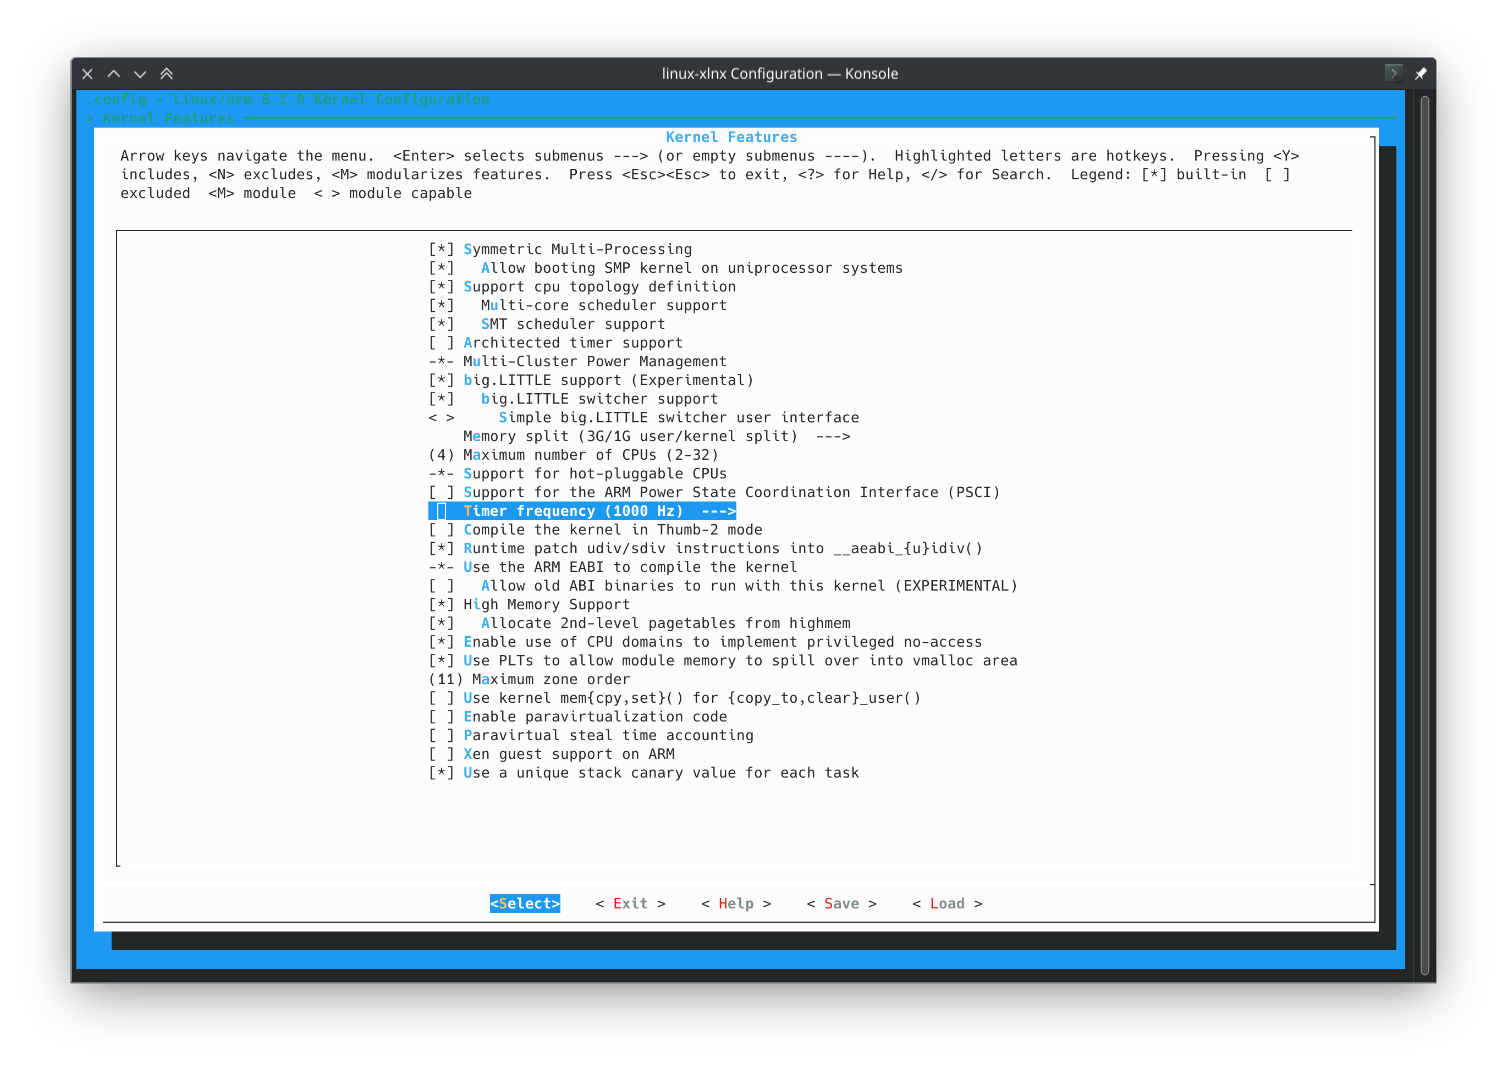 linux-xlnx Configuration — Konsole
.config - Linux/arm 6.1.0 Kernel Configuration
> Kernel Features
Kernel Features
Arrow keys navigate the menu.  <Enter> selects submenus ---> (or empty submenus ----).  Highlighted letters are hotkeys.  Pressing <Y>
includes, <N> excludes, <M> modularizes features.  Press <Esc><Esc> to exit, <?> for Help, </> for Search.  Legend: [*] built-in  [ ]
excluded  <M> module  < > module capable
[*] Symmetric Multi-Processing
[*]   Allow booting SMP kernel on uniprocessor systems
[*] Support cpu topology definition
[*]   Multi-core scheduler support
[*]   SMT scheduler support
[ ] Architected timer support
-*- Multi-Cluster Power Management
[*] big.LITTLE support (Experimental)
[*]   big.LITTLE switcher support
< >     Simple big.LITTLE switcher user interface
Memory split (3G/1G user/kernel split)  --->
(4) Maximum number of CPUs (2-32)
-*- Support for hot-pluggable CPUs
[ ] Support for the ARM Power State Coordination Interface (PSCI)
Timer frequency (1000 Hz)  --->
[ ] Compile the kernel in Thumb-2 mode
[*] Runtime patch udiv/sdiv instructions into __aeabi_{u}idiv()
-*- Use the ARM EABI to compile the kernel
[ ]   Allow old ABI binaries to run with this kernel (EXPERIMENTAL)
[*] High Memory Support
[*]   Allocate 2nd-level pagetables from highmem
[*] Enable use of CPU domains to implement privileged no-access
[*] Use PLTs to allow module memory to spill over into vmalloc area
(11) Maximum zone order
[ ] Use kernel mem{cpy,set}() for {copy_to,clear}_user()
[ ] Enable paravirtualization code
[ ] Paravirtual steal time accounting
[ ] Xen guest support on ARM
[*] Use a unique stack canary value for each task
<Select>    < Exit >    < Help >    < Save >    < Load >